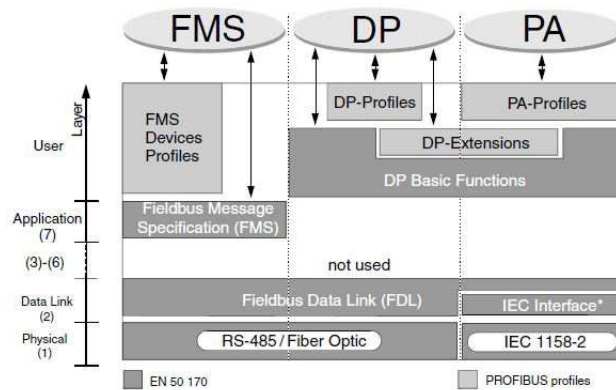 FMS
DP
PA
Layer
User
FMS
Devices
Profiles
DP-Profiles
PA-Profiles
DP-Extensions
DP Basic Functions
Application
(7)
Fieldbus Message
Specification (FMS)
(3)-(6)
not used
Data Link
(2)
Fieldbus Data Link (FDL)
IEC Interface*
Physical
(1)
RS-485 / Fiber Optic
IEC 1158-2
EN 50 170
PROFIBUS profiles